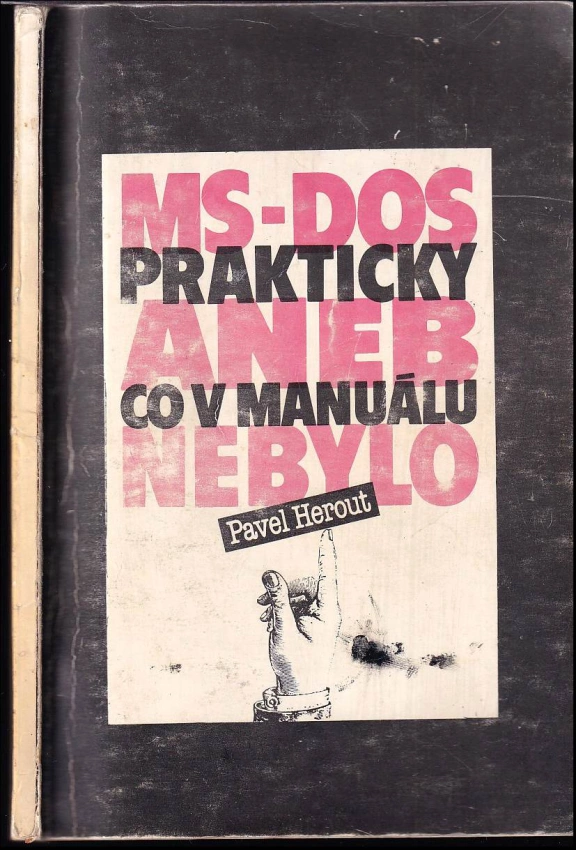 MS-DOS
PRAKTICKY
ANEB
CO V MANUÁLU
NEBYLO
Pavel Herout